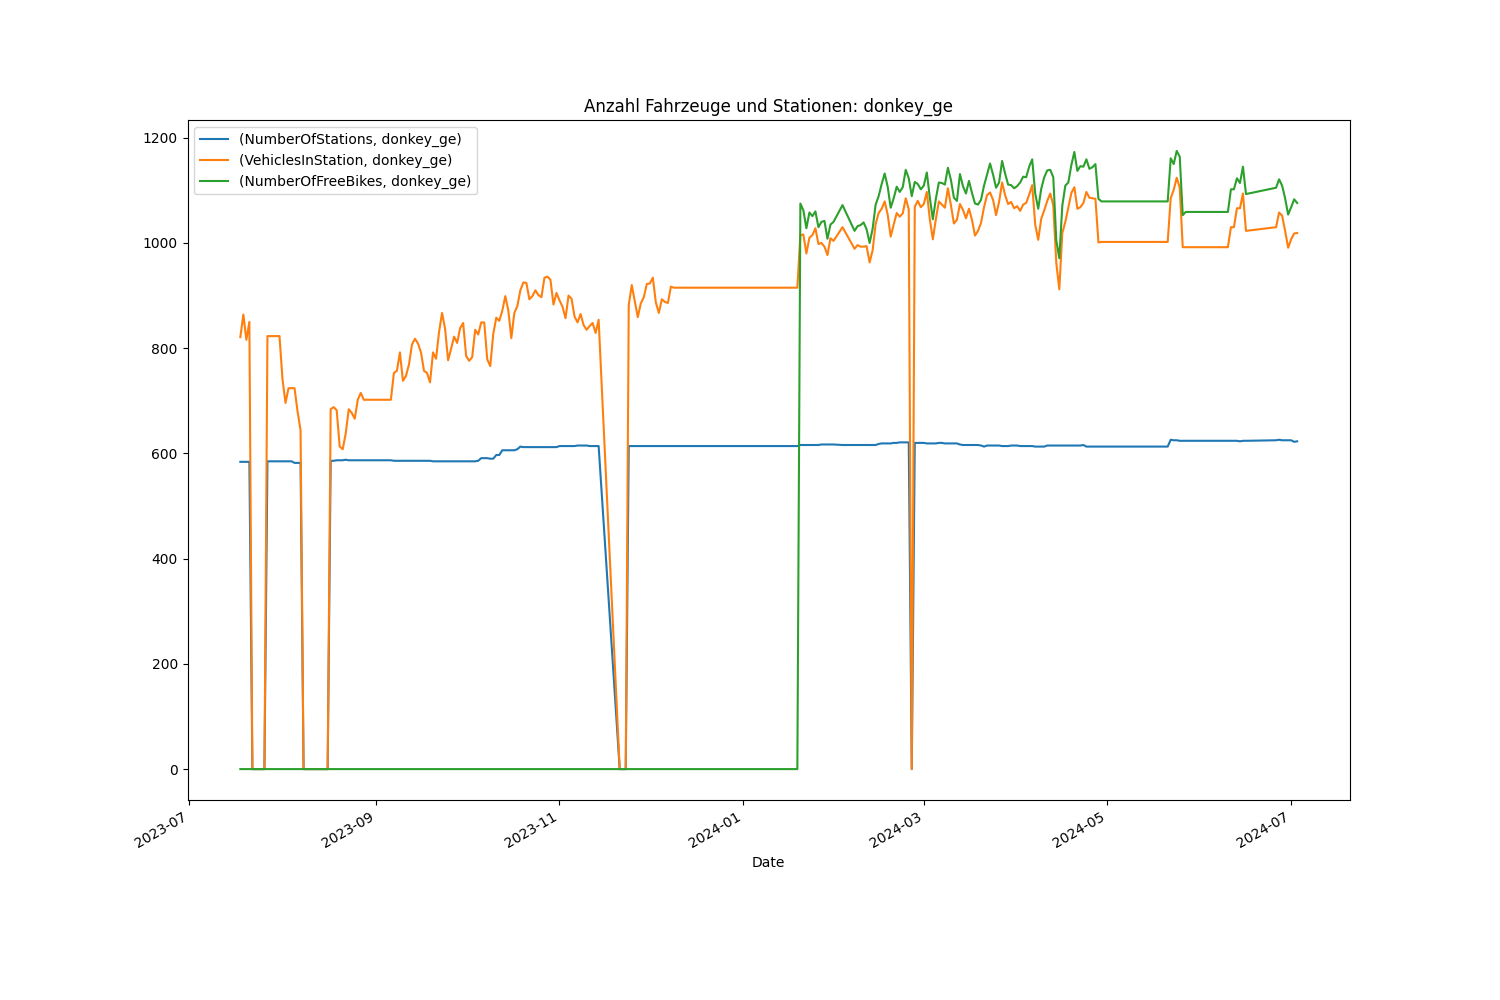 Anzahl Fahrzeuge und Stationen: donkey_ge
(NumberOfStations, donkey_ge)
(VehiclesInStation, donkey_ge)
(NumberOfFreeBikes, donkey_ge)
1200
1000
800
600
400
200
0
2023-07
2023-09
2023-11
2024-01
2024-03
2024-05
2024-07
Date